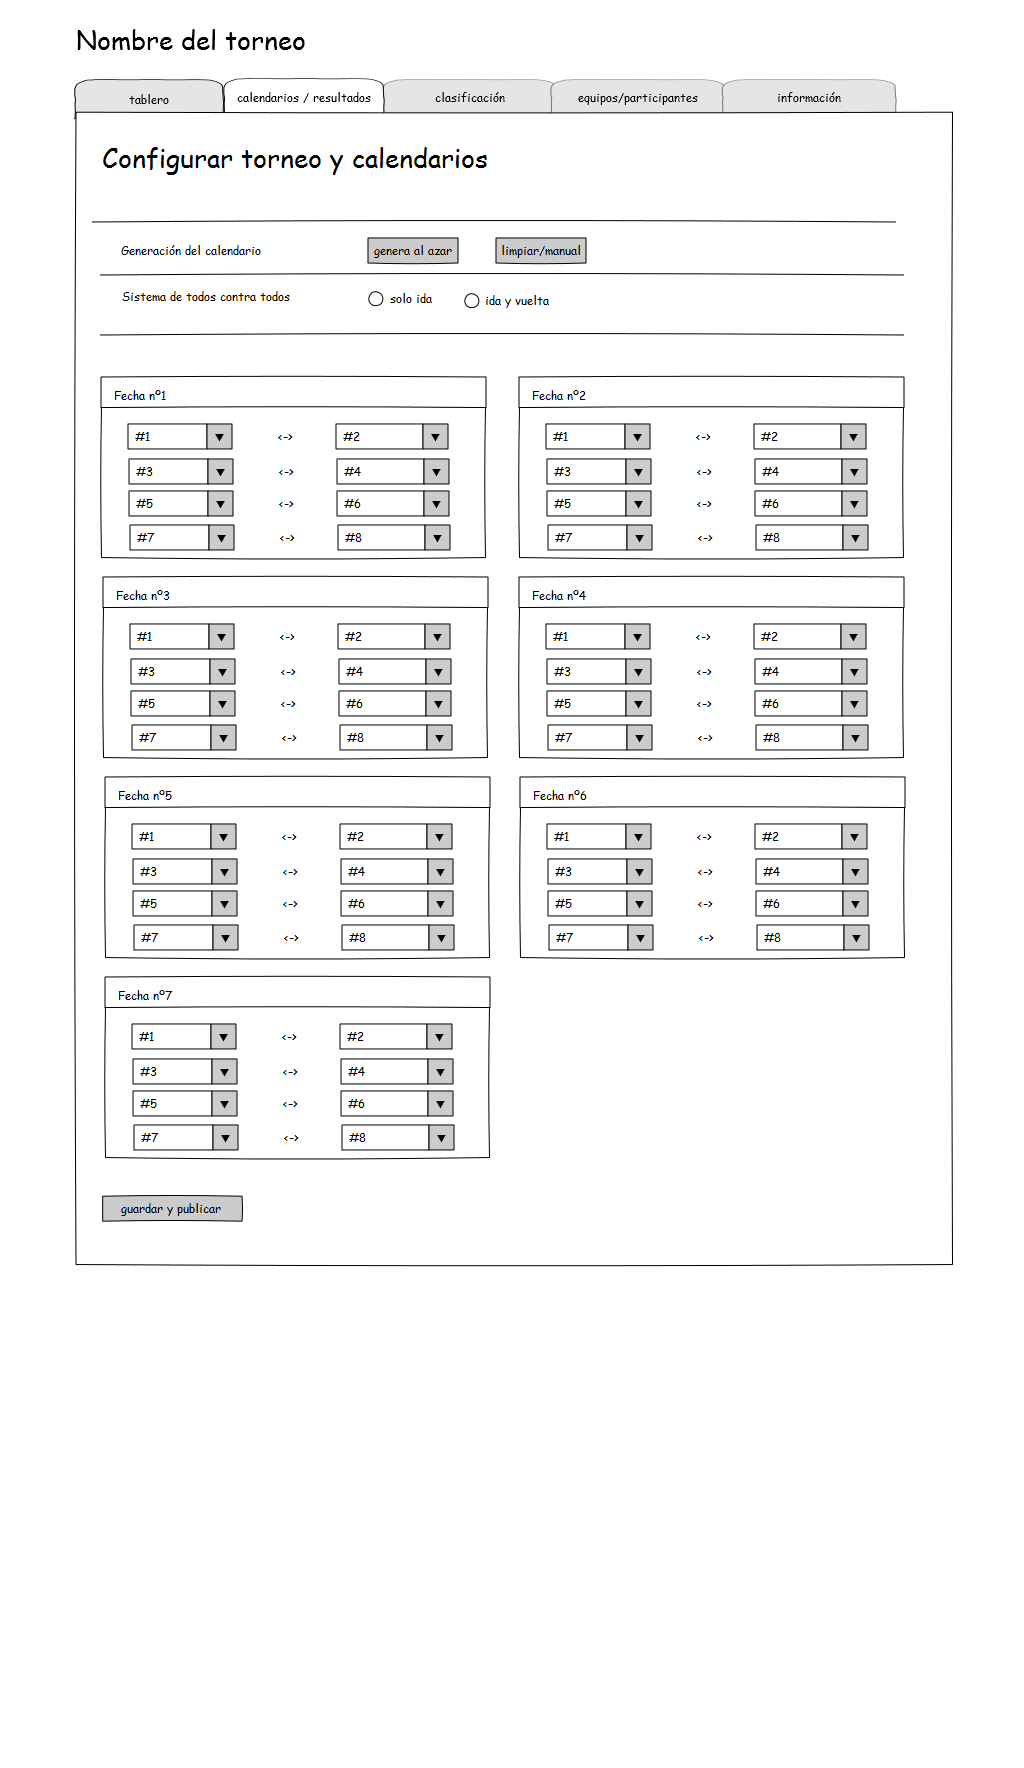 Nombre del torneo
tablero calendarios / resultados clasificación equipos/participantes información
Configurar torneo y calendarios
Generación del calendario genera al azar limpiar/manual
Sistema de todos contra todos solo ida ida y vuelta
Fecha nº1
#1 <-> #2
#3 <-> #4
#5 <-> #6
#7 <-> #8
Fecha nº2
#1 <-> #2
#3 <-> #4
#5 <-> #6
#7 <-> #8
Fecha nº3
#1 <-> #2
#3 <-> #4
#5 <-> #6
#7 <-> #8
Fecha nº4
#1 <-> #2
#3 <-> #4
#5 <-> #6
#7 <-> #8
Fecha nº5
#1 <-> #2
#3 <-> #4
#5 <-> #6
#7 <-> #8
Fecha nº6
#1 <-> #2
#3 <-> #4
#5 <-> #6
#7 <-> #8
Fecha nº7
#1 <-> #2
#3 <-> #4
#5 <-> #6
#7 <-> #8
guardar y publicar